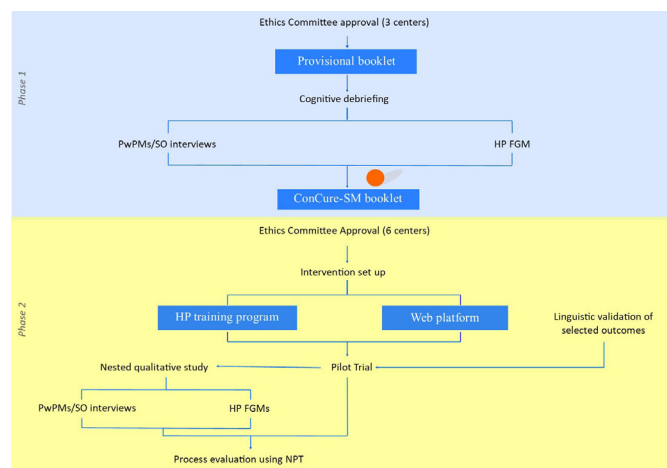 Phase 1
Ethics Committee approval (3 centers)
Provisional booklet
Cognitive debriefing
PwPMs/SO interviews
HP FGM
ConCure-SM booklet
Phase 2
Ethics Committee Approval (6 centers)
Intervention set up
HP training program
Web platform
Linguistic validation of
selected outcomes
Nested qualitative study
Pilot Trial
PwPMs/SO interviews
HP FGMs
Process evaluation using NPT